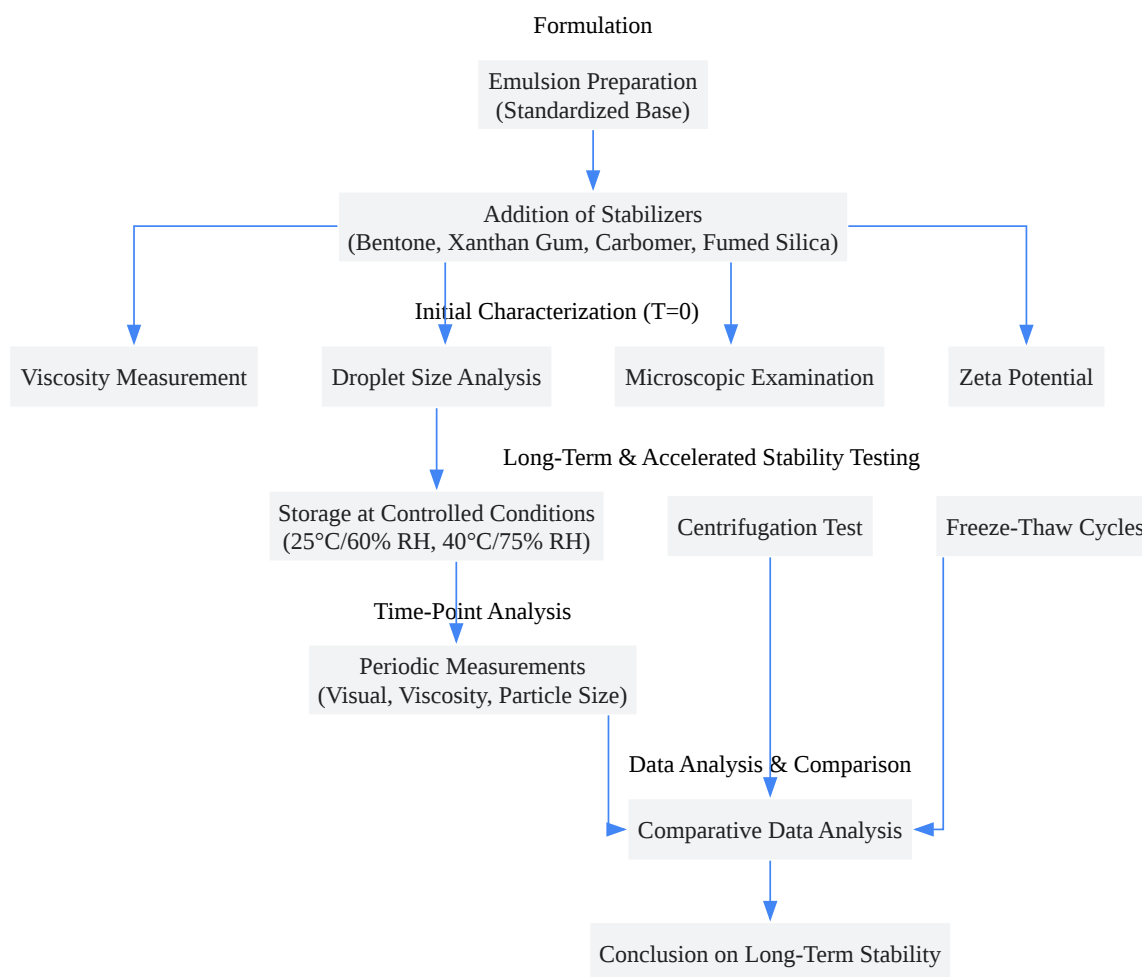 Formulation
Emulsion Preparation
(Standardized Base)
Addition of Stabilizers
(Bentone, Xanthan Gum, Carbomer, Fumed Silica)
Initial Characterization (T=0)
Viscosity Measurement
Droplet Size Analysis
Microscopic Examination
Zeta Potential
Long-Term & Accelerated Stability Testing
Storage at Controlled Conditions
(25°C/60% RH, 40°C/75% RH)
Centrifugation Test
Freeze-Thaw Cycles
Time-Point Analysis
Periodic Measurements
(Visual, Viscosity, Particle Size)
Data Analysis & Comparison
Comparative Data Analysis
Conclusion on Long-Term Stability